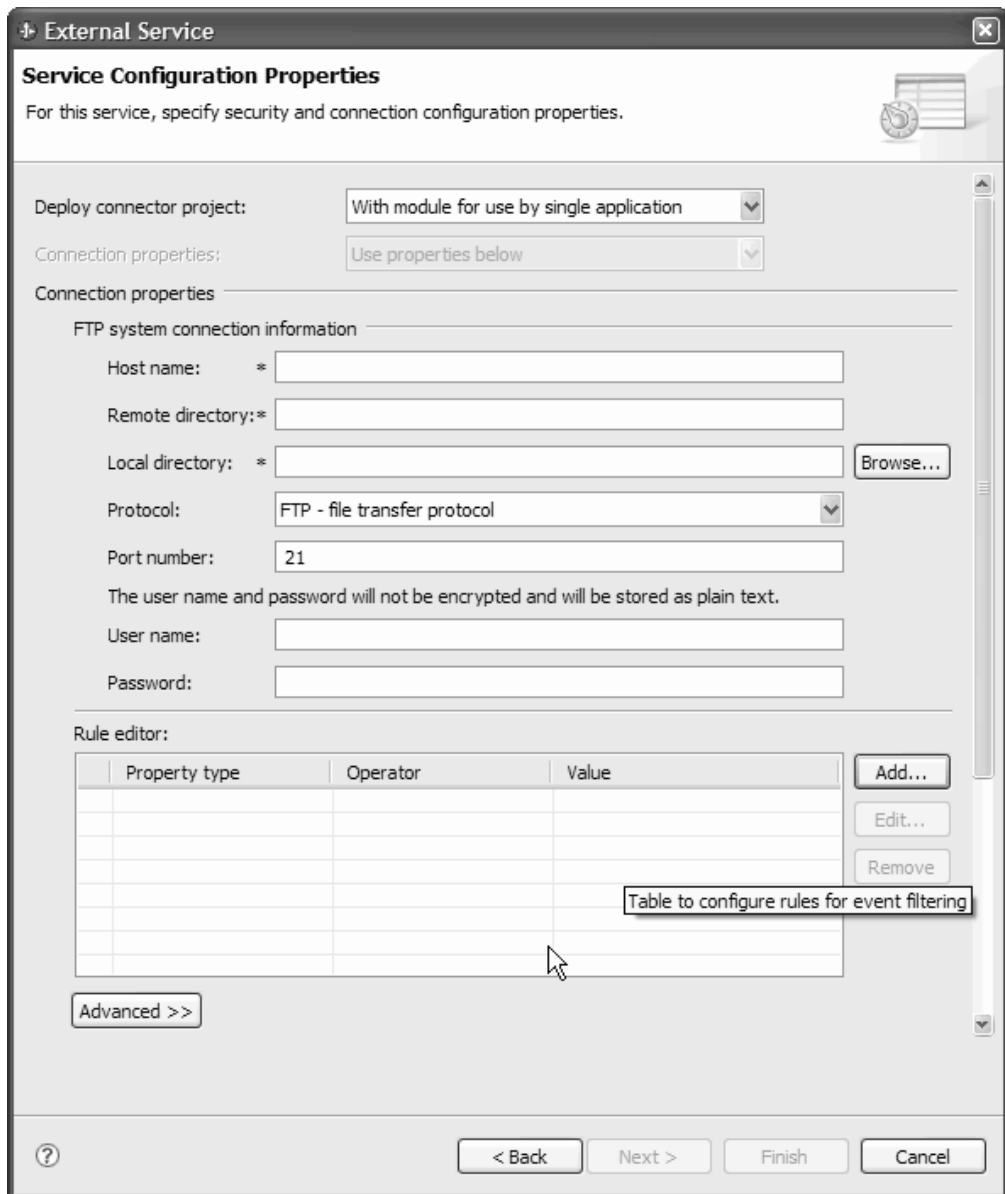 External Service
Service Configuration Properties
For this service, specify security and connection configuration properties.
Deploy connector project: With module for use by single application
Connection properties: Use properties below
Connection properties
FTP system connection information
Host name: *
Remote directory:*
Local directory: * Browse...
Protocol: FTP - file transfer protocol
Port number: 21
The user name and password will not be encrypted and will be stored as plain text.
User name:
Password:
Rule editor:
Property type Operator Value Add...
Edit...
Remove
Table to configure rules for event filtering
Advanced >>
? < Back Next > Finish Cancel